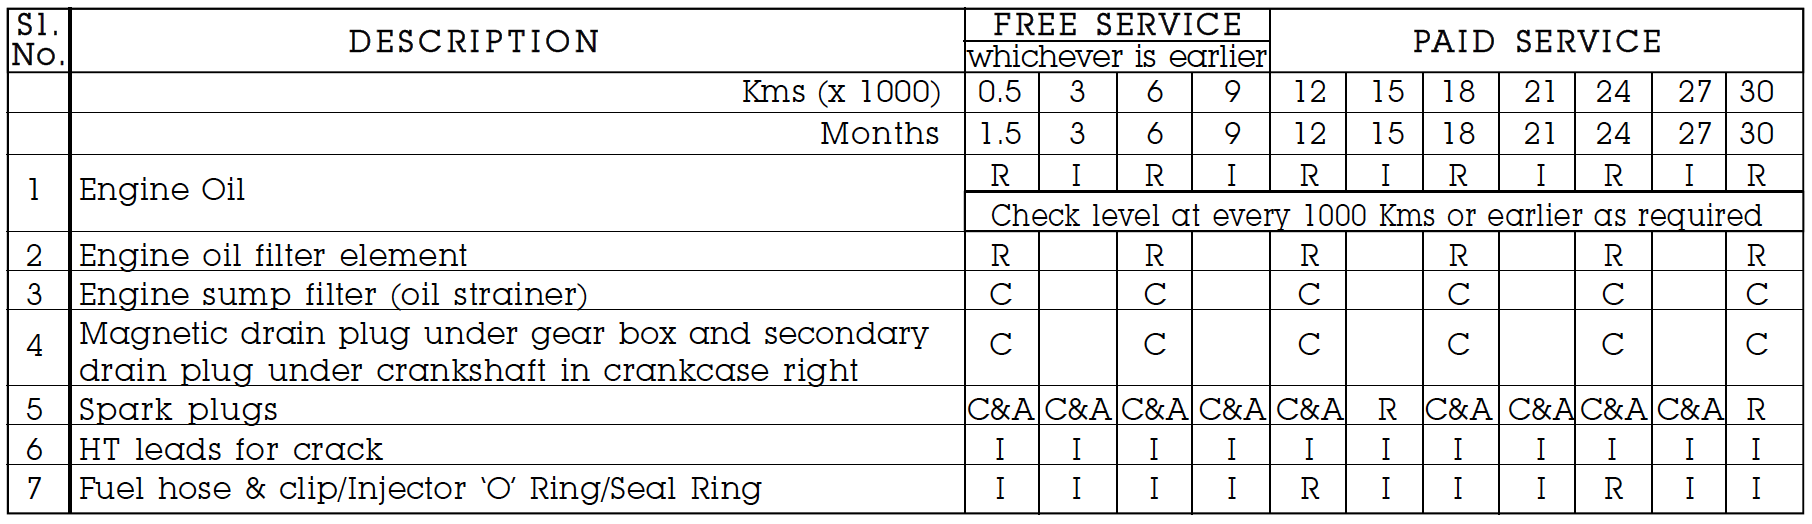 Sl. No. DESCRIPTION FREE SERVICE whichever is earlier PAID SERVICE
Kms (x 1000) 0.5 3 6 9 12 15 18 21 24 27 30
Months 1.5 3 6 9 12 15 18 21 24 27 30
1 Engine Oil R I R I R I R I R I R
Check level at every 1000 Kms or earlier as required
2 Engine oil filter element R R R R R R
3 Engine sump filter (oil strainer) C C C C C C
4 Magnetic drain plug under gear box and secondary
drain plug under crankshaft in crankcase right C C C C C C
5 Spark plugs C&A C&A C&A C&A C&A R C&A C&A C&A C&A R
6 HT leads for crack I I I I I I I I I I I
7 Fuel hose & clip/Injector ‘O’ Ring/Seal Ring I I I I R I I I R I I